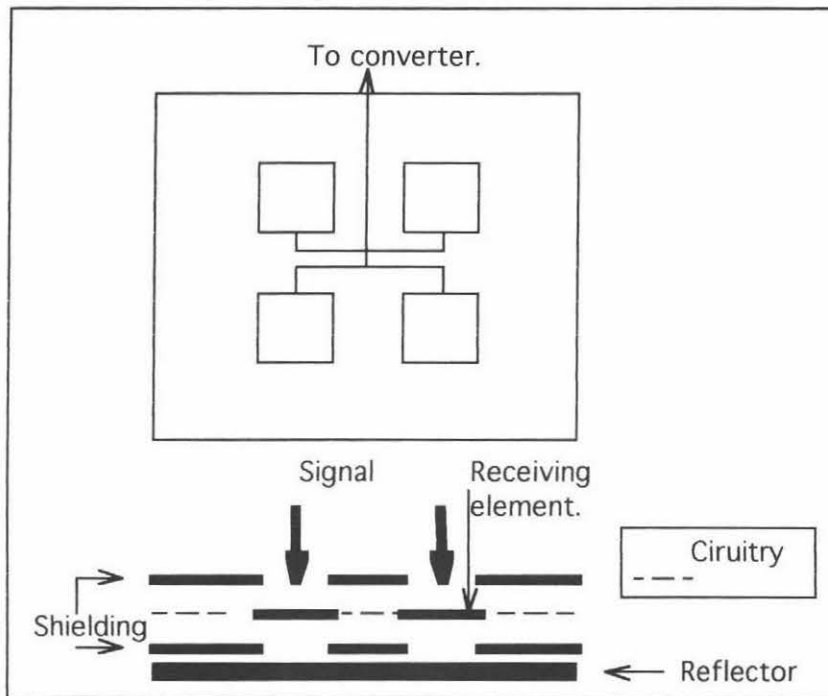 To converter.
Signal
Receiving
element.
Ciruitry
Shielding
Reflector